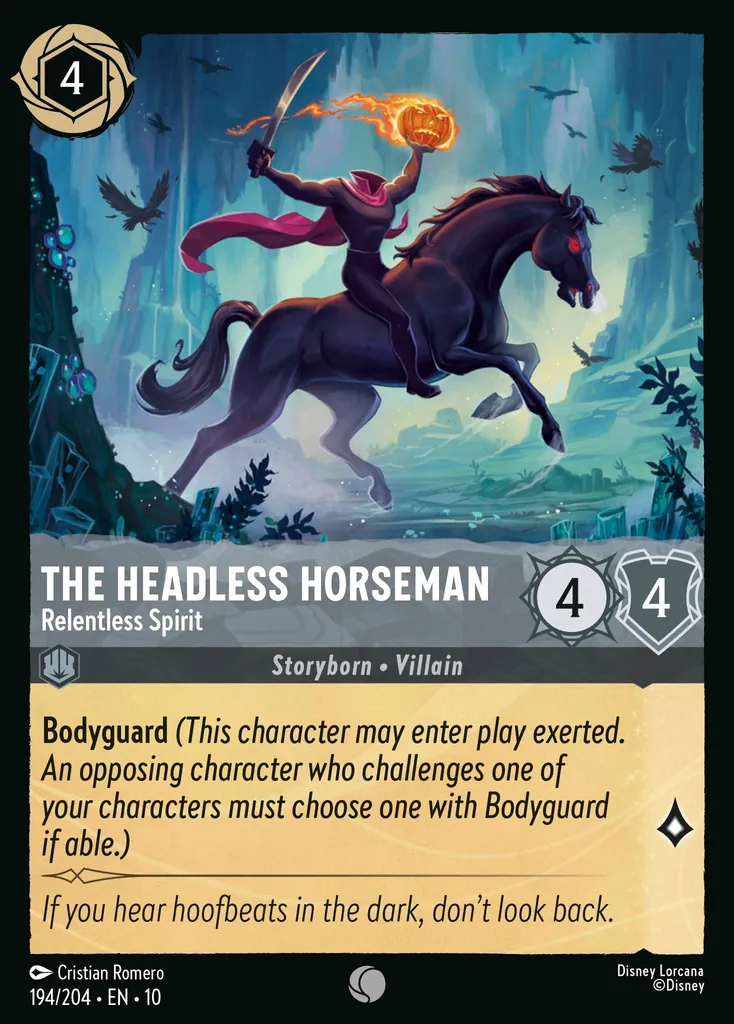 4
THE HEADLESS HORSEMAN
Relentless Spirit
4
4
Storyborn • Villain
Bodyguard (This character may enter play exerted.
An opposing character who challenges one of
your characters must choose one with Bodyguard
if able.)
If you hear hoofbeats in the dark, don’t look back.
Cristian Romero
194/204 • EN • 10
Disney Lorcana
©Disney